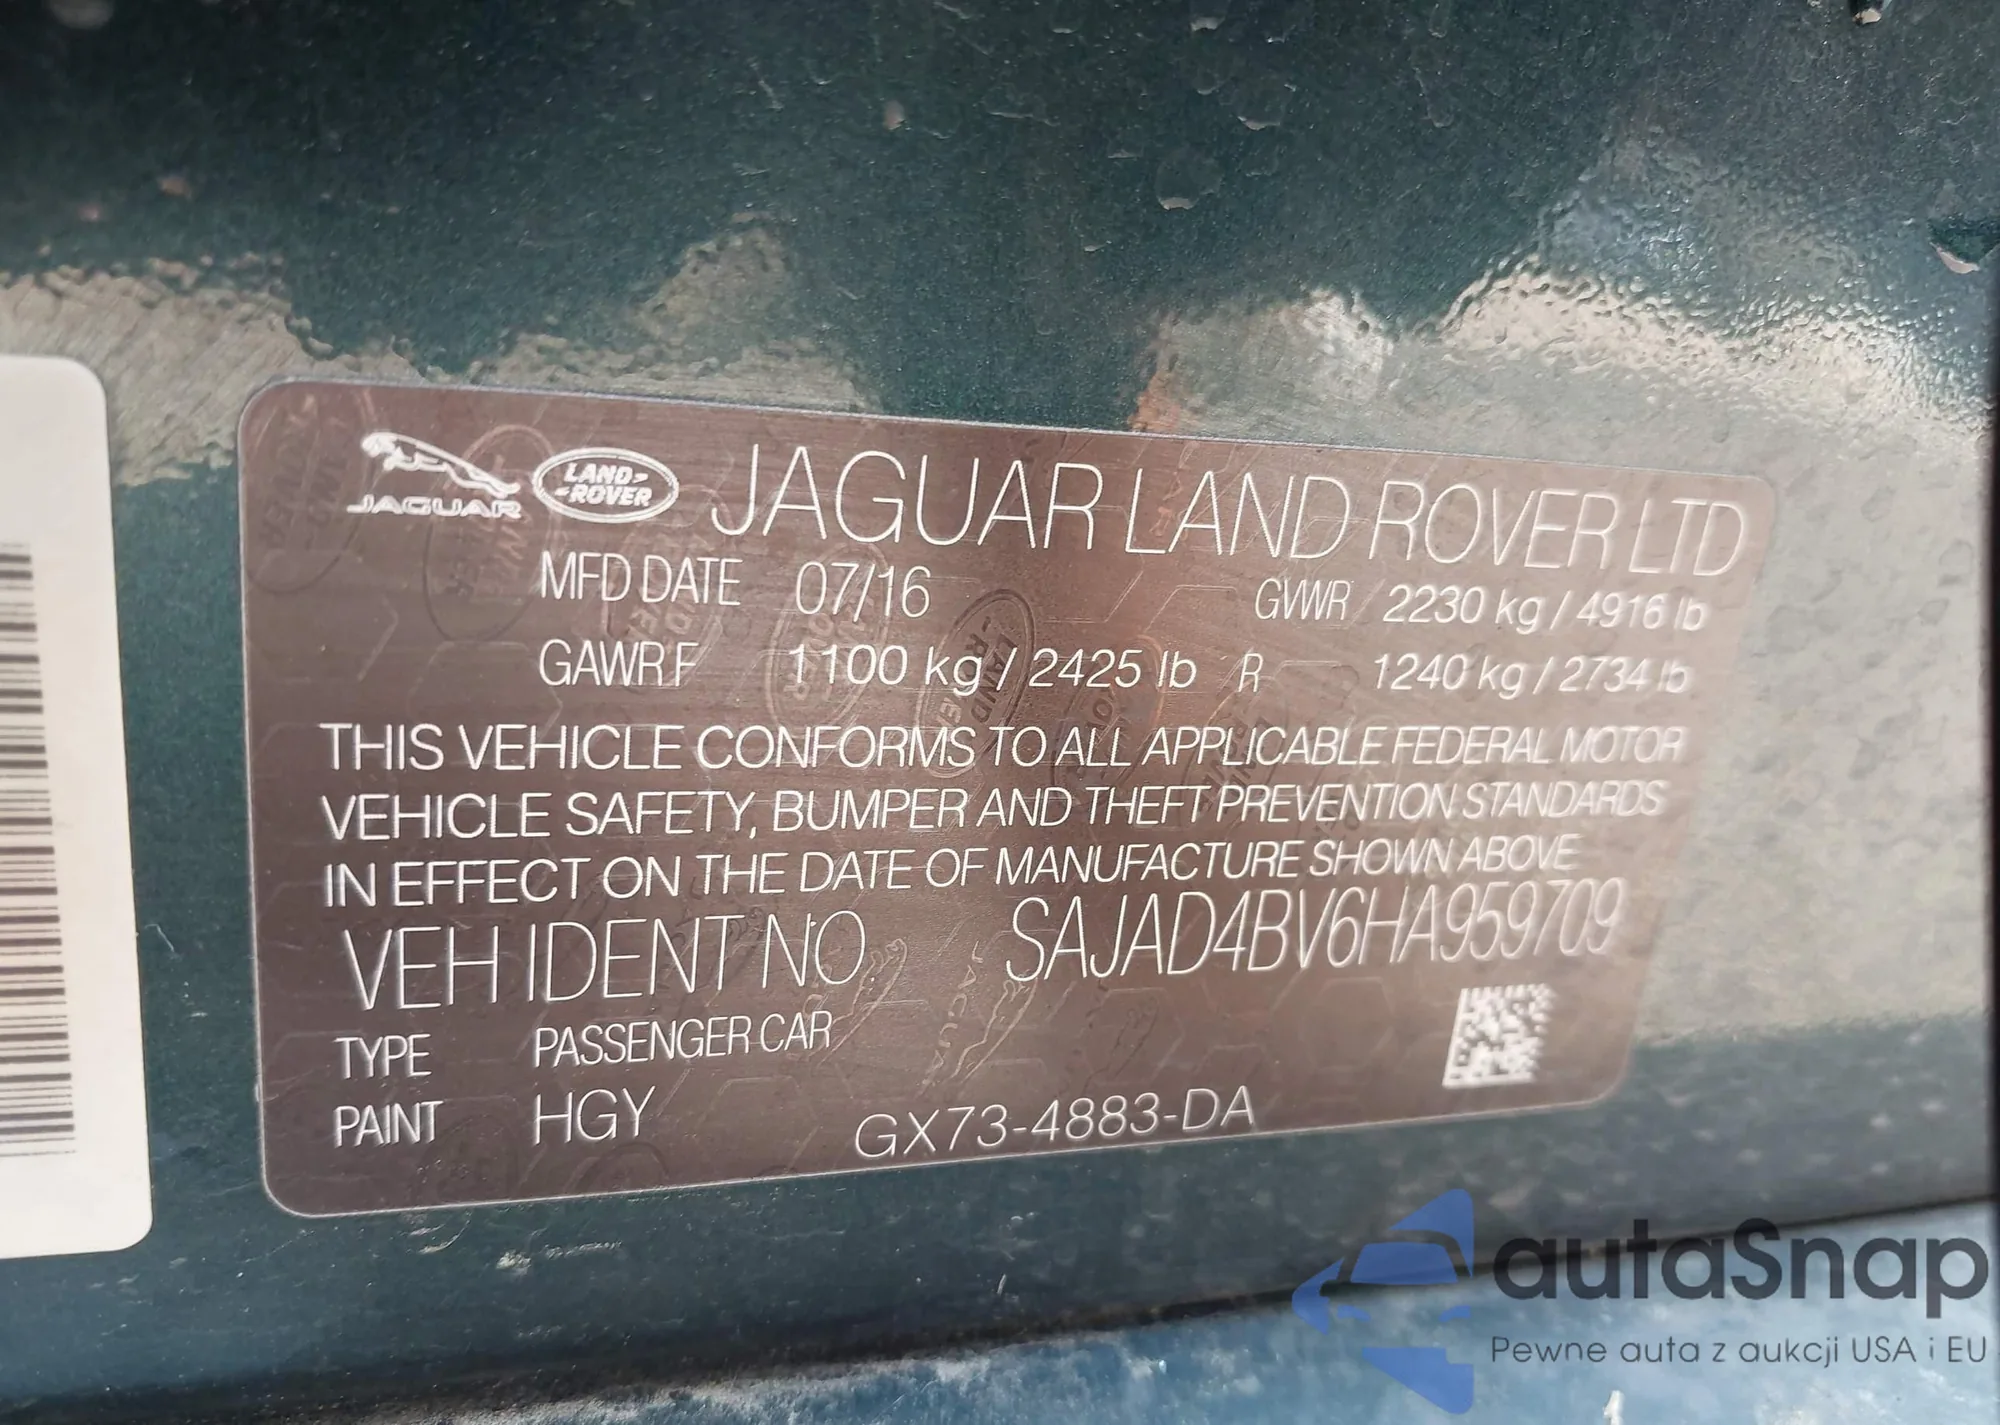 JAGUAR LAND-ROVER JAGUAR LAND ROVER LTD
MFD DATE 07/16 GVWR 2230 kg / 4916 lb
GAWR F 1100 kg / 2425 lb R 1240 kg / 2734 lb
THIS VEHICLE CONFORMS TO ALL APPLICABLE FEDERAL MOTOR
VEHICLE SAFETY, BUMPER AND THEFT PREVENTION STANDARDS
IN EFFECT ON THE DATE OF MANUFACTURE SHOWN ABOVE
VEH IDENT NO SAJAD4BV6HA959709
TYPE PASSENGER CAR
PAINT HGY GX73-4883-DA
autaSnap
Pewne auta z aukcji USA i EU